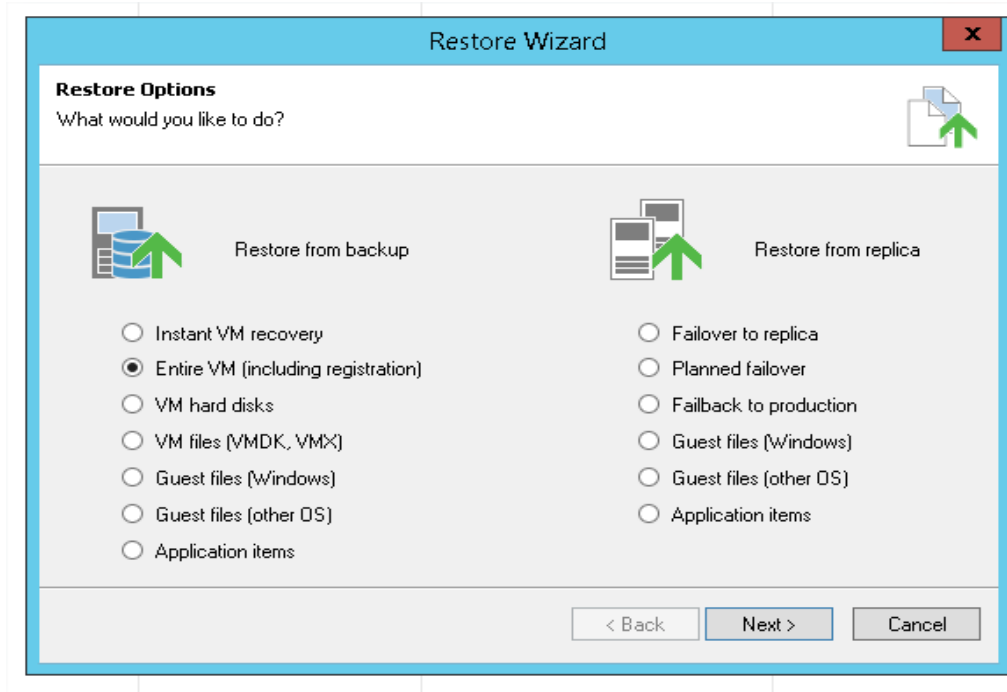 Restore Wizard
x
Restore Options
What would you like to do?
Restore from backup
Instant VM recovery
Entire VM (including registration)
VM hard disks
VM files (VMDK, VMX)
Guest files (Windows)
Guest files (other OS)
Application items
Restore from replica
Failover to replica
Planned failover
Failback to production
Guest files (Windows)
Guest files (other OS)
Application items
< Back
Next >
Cancel